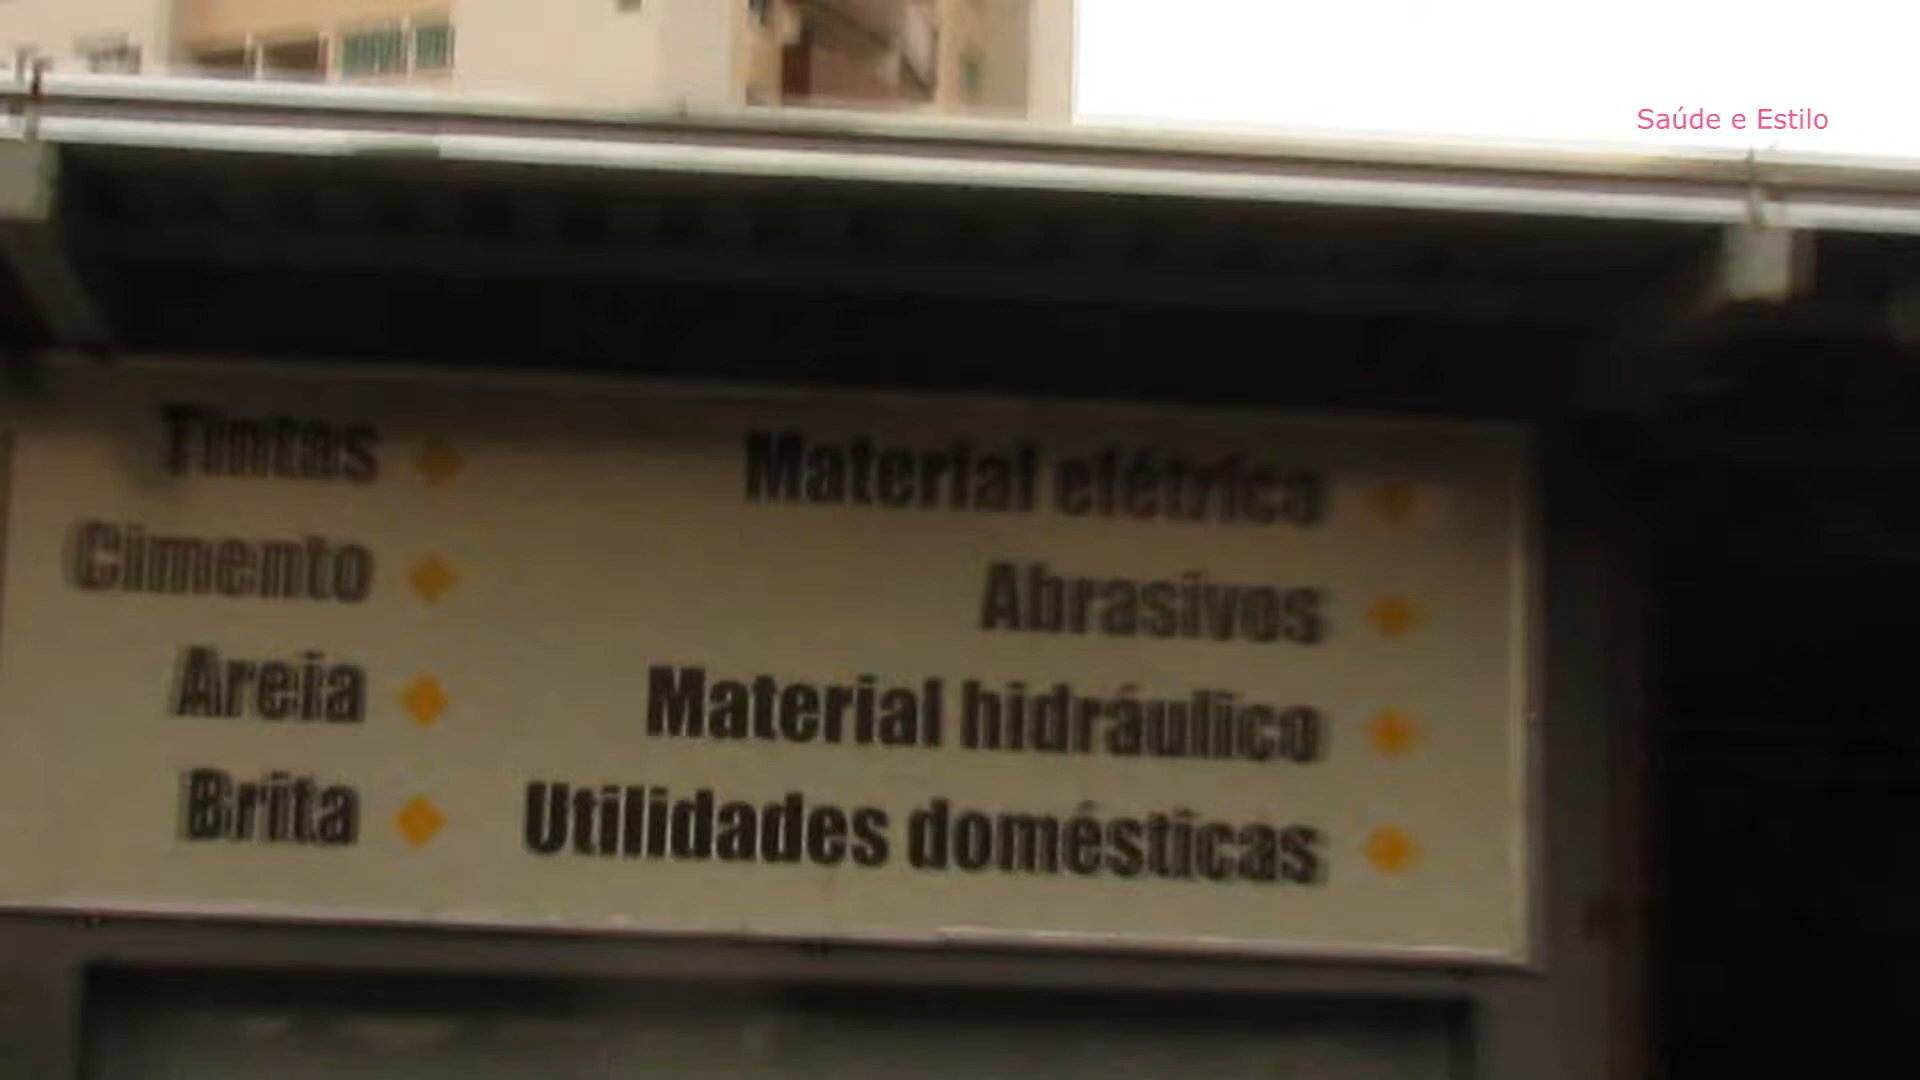 Saúde e Estilo
Tintas
Cimento
Areia
Brita
Material elétrico
Abrasivos
Material hidráulico
Utilidades domésticas